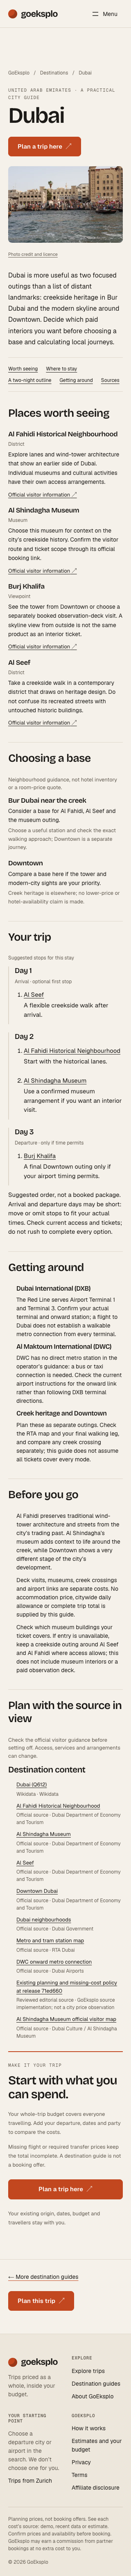 goeksplo
Menu
GoEksplo / Destinations / Dubai
UNITED ARAB EMIRATES · A PRACTICAL
CITY GUIDE
Dubai
Plan a trip here ↗
Photo credit and license
Dubai is more useful as two focused
outings than a list of distant
landmarks: creekside heritage in Bur
Dubai and the modern skyline around
Downtown. Decide which paid
interiors you want before choosing a
base and calculating local journeys.
Worth seeing Where to stay
A two-night outline Getting around Sources
Places worth seeing
Al Fahidi Historical Neighbourhood
District
Explore lanes and wind-tower architecture
that show an earlier side of Dubai.
Individual museums and cultural activities
have their own access arrangements.
Official visitor information ↗
Al Shindagha Museum
Museum
Choose this museum for context on the
city's creekside history. Confirm the visitor
route and ticket scope through its official
booking link.
Official visitor information ↗
Burj Khalifa
Viewpoint
See the tower from Downtown or choose a
separately booked observation-deck visit. A
skyline view from outside is not the same
product as an interior ticket.
Official visitor information ↗
Al Seef
District
Take a creekside walk in a contemporary
district that draws on heritage design. Do
not confuse its recreated streets with
untouched historic buildings.
Official visitor information ↗
Choosing a base
Neighbourhood guidance, not hotel inventory
or a room-price quote.
Bur Dubai near the creek
Consider a base for Al Fahidi, Al Seef and
the museum outing.
Choose a useful station and check the exact
walking approach; Downtown is a separate
journey.
Downtown
Compare a base here if the tower and
modern-city sights are your priority.
Creek heritage is elsewhere; no lower-price or
hotel-availability claim is made.
Your trip
Suggested stops for this stay
Day 1
Arrival · optional first stop
1. Al Seef
A flexible creekside walk after
arrival.
Day 2
1. Al Fahidi Historical Neighbourhood
Start with the historical lanes.
2. Al Shindagha Museum
Use a confirmed museum
arrangement if you want an interior
visit.
Day 3
Departure · only if time permits
1. Burj Khalifa
A final Downtown outing only if
your airport timing permits.
Suggested order, not a booked package.
Arrival and departure days may be short:
move or omit stops to fit your actual
times. Check current access and tickets;
do not rush to complete every option.
Getting around
Dubai International (DXB)
The Red Line serves Airport Terminal 1
and Terminal 3. Confirm your actual
terminal and onward station; a flight to
Dubai does not establish a walkable
metro connection from every terminal.
Al Maktoum International (DWC)
DWC has no direct metro station in the
operator's guidance: a bus or taxi
connection is needed. Check the current
airport instructions for the onward link
rather than following DXB terminal
directions.
Creek heritage and Downtown
Plan these as separate outings. Check
the RTA map and your final walking leg,
and compare any creek crossing
separately; this page does not assume
all tickets cover every mode.
Before you go
Al Fahidi preserves traditional wind-
tower architecture and streets from the
city's trading past. Al Shindagha's
museum adds context to life around the
creek, while Downtown shows a very
different stage of the city's
development.
Deck visits, museums, creek crossings
and airport links are separate costs. No
accommodation price, citywide daily
allowance or complete trip total is
supplied by this guide.
Check which museum buildings your
ticket covers. If entry is unavailable,
keep a creekside outing around Al Seef
and Al Fahidi where access allows; this
does not include museum interiors or a
paid observation deck.
Plan with the source in
view
Check the official visitor guidance before
setting off. Access, services and arrangements
can change.
Destination content
Dubai (Q612)
Wikidata · Wikidata
Al Fahidi Historical Neighbourhood
Official source · Dubai Department of Economy
and Tourism
Al Shindagha Museum
Official source · Dubai Department of Economy
and Tourism
Al Seef
Official source · Dubai Department of Economy
and Tourism
Downtown Dubai
Official source · Dubai Department of Economy
and Tourism
Dubai neighbourhoods
Official source · Dubai Government
Metro and tram station map
Official source · RTA Dubai
DWC onward metro connection
Official source · Dubai Airports
Existing planning and missing-cost policy
at release 71ed660
Reviewed editorial source · GoEksplo source
implementation; not a city price observation
Al Shindagha Museum official visitor map
Official source · Dubai Culture / Al Shindagha
Museum
MAKE IT YOUR TRIP
Start with what you
can spend.
Your whole-trip budget covers everyone
travelling. Add your departure, dates and party
to compare the costs.
Missing flight or required transfer prices keep
the total incomplete. A destination guide is not
a booking offer.
Plan a trip here ↗
Your existing origin, dates, budget and
travellers stay with you.
← More destination guides
Plan this trip ↗
goeksplo
Trips priced as a
whole, inside your
budget.
EXPLORE
Explore trips
Destination guides
About GoEksplo
YOUR STARTING
POINT
Choose a
departure city or
airport in the
search. We don't
choose one for you.
Trips from Zurich
GOEKSPLO
How it works
Estimates and your
budget
Privacy
Terms
Affiliate disclosure
Planning prices, not booking offers. See each
cost's source: demo, recent data or estimate.
Confirm prices and availability before booking.
GoEksplo may earn a commission from partner
bookings at no extra cost to you.
© 2026 GoEksplo